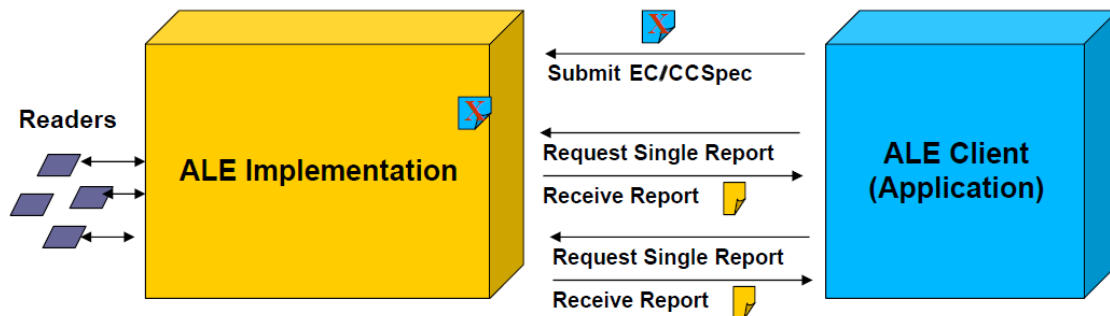 X
Submit EC/CCSpec
Readers
X
ALE Implementation
Request Single Report
Receive Report
ALE Client
(Application)
Request Single Report
Receive Report